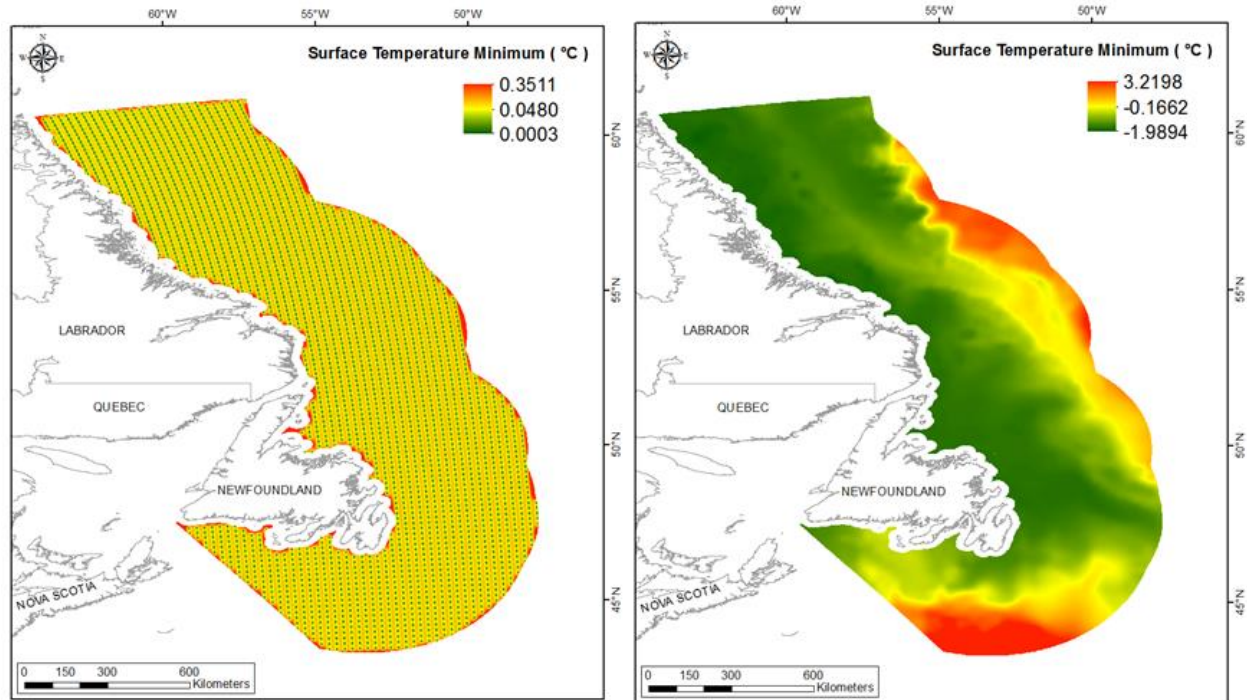 60°W
55°W
50°W
N
W
E
S
Surface Temperature Minimum ( °C )
0.3511
0.0480
0.0003
60°N
55°N
50°N
45°N
LABRADOR
QUEBEC
NEWFOUNDLAND
NOVA SCOTIA
0 150 300 600
Kilometers
60°W
55°W
50°W
N
W
E
S
Surface Temperature Minimum ( °C )
3.2198
-0.1662
-1.9894
60°N
55°N
50°N
45°N
LABRADOR
QUEBEC
NEWFOUNDLAND
NOVA SCOTIA
0 150 300 600
Kilometers